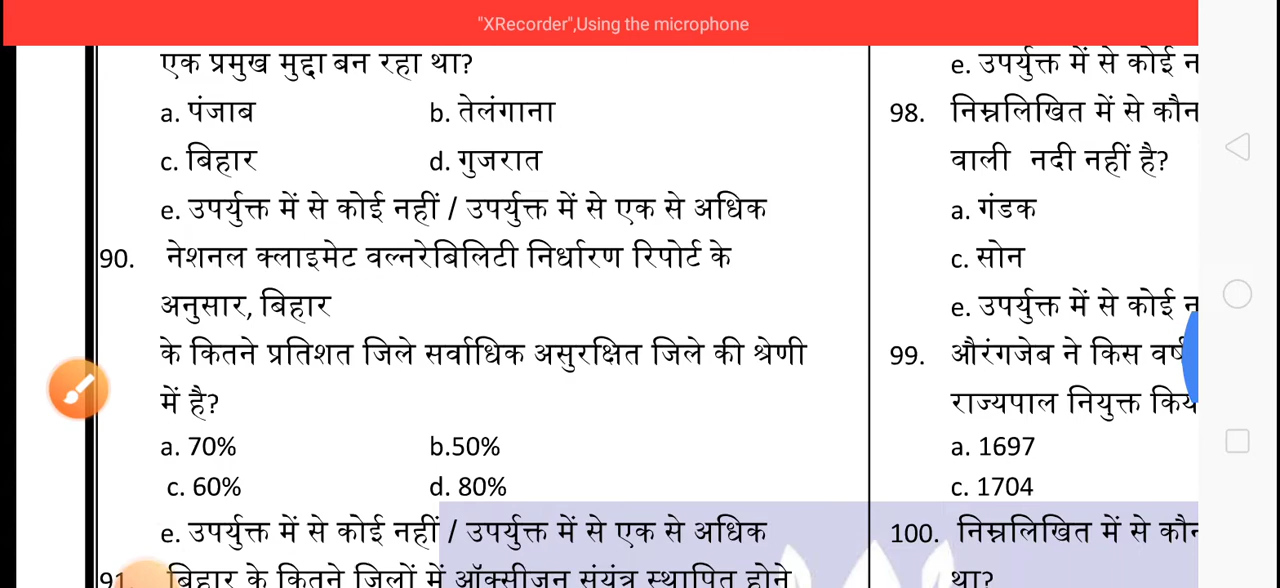 "XRecorder",Using the microphone
एक प्रमुख मुद्दा बन रहा था?
a. पंजाब b. तेलंगाना
c. बिहार d. गुजरात
e. उपर्युक्त में से कोई नहीं / उपर्युक्त में से एक से अधिक
90. नेशनल क्लाइमेट वल्नरेबिलिटी निर्धारण रिपोर्ट के
अनुसार, बिहार
के कितने प्रतिशत जिले सर्वाधिक असुरक्षित जिले की श्रेणी
में है?
a. 70% b.50%
c. 60% d. 80%
e. उपर्युक्त में से कोई नहीं / उपर्युक्त में से एक से अधिक
91. बिहार के कितने जिलों में ऑक्सीजन संयंत्र स्थापित होने
e. उपर्युक्त में से कोई न
98. निम्नलिखित में से कौन
वाली नदी नहीं है?
a. गंडक
c. सोन
e. उपर्युक्त में से कोई न
99. औरंगजेब ने किस वर्ष
राज्यपाल नियुक्त किय
a. 1697
c. 1704
100. निम्नलिखित में से कौन
था?